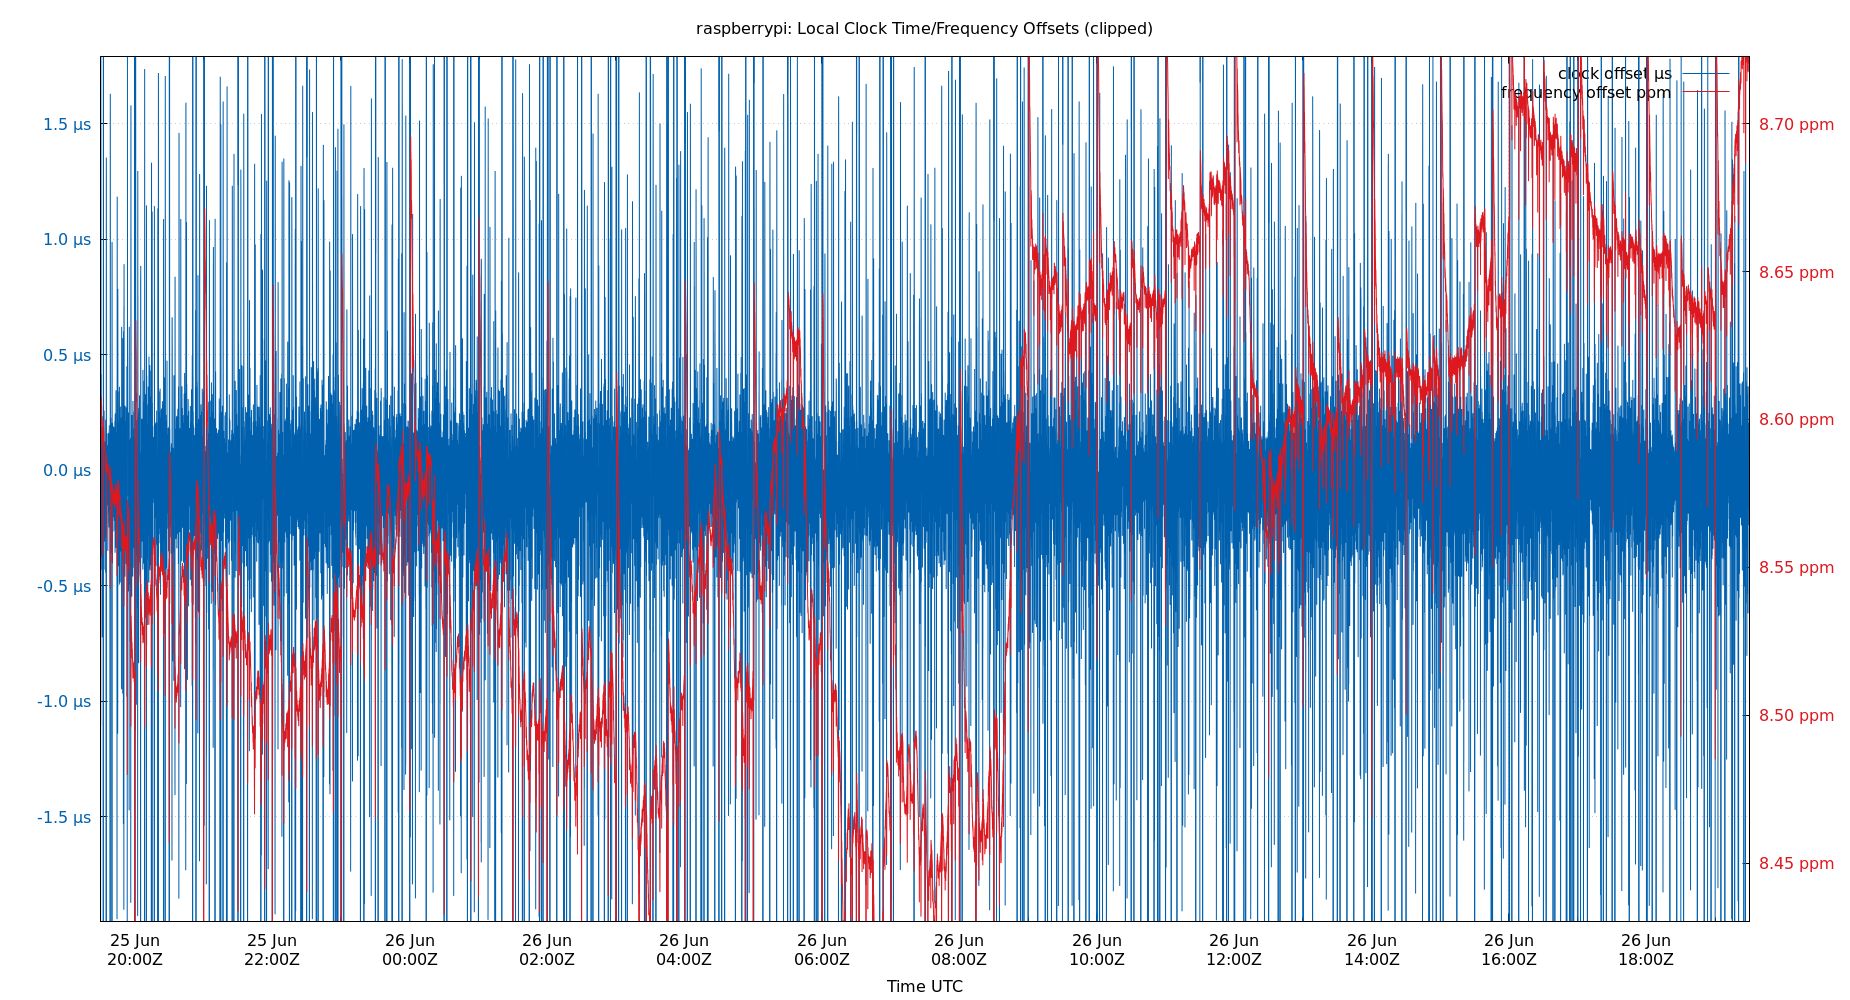 raspberrypi: Local Clock Time/Frequency Offsets (clipped)
clock offset µs
frequency offset ppm
1.5 µs
1.0 µs
0.5 µs
0.0 µs
-0.5 µs
-1.0 µs
-1.5 µs
8.70 ppm
8.65 ppm
8.60 ppm
8.55 ppm
8.50 ppm
8.45 ppm
25 Jun 25 Jun 26 Jun 26 Jun 26 Jun 26 Jun 26 Jun 26 Jun 26 Jun 26 Jun 26 Jun 26 Jun
20:00Z 22:00Z 00:00Z 02:00Z 04:00Z 06:00Z 08:00Z 10:00Z 12:00Z 14:00Z 16:00Z 18:00Z
Time UTC